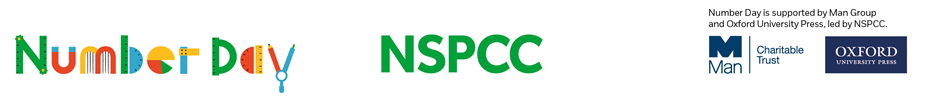 Number Day
NSPCC
Number Day is supported by Man Group
and Oxford University Press, led by NSPCC.
Man
Charitable
Trust
OXFORD
UNIVERSITY PRESS